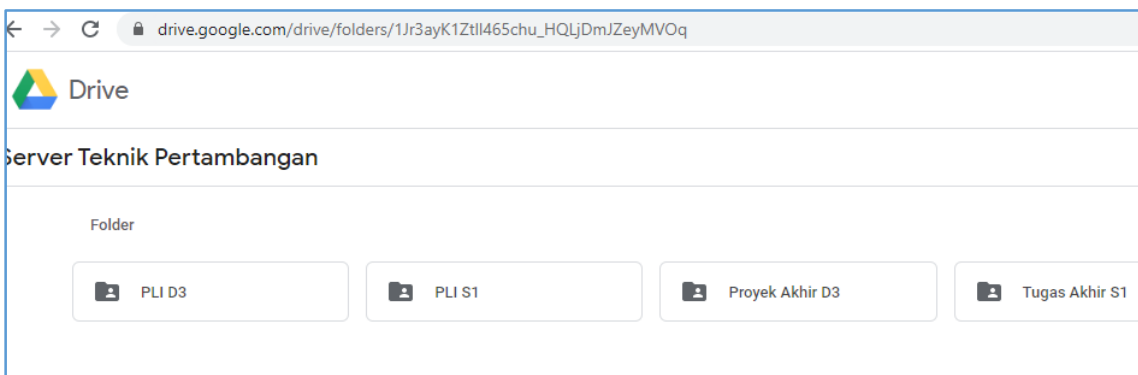 drive.google.com/drive/folders/1Jr3ayK1ZtlI465chu_HQLjDmJZeyMVOq
Drive
Server Teknik Pertambangan
Folder
PLI D3
PLI S1
Proyek Akhir D3
Tugas Akhir S1